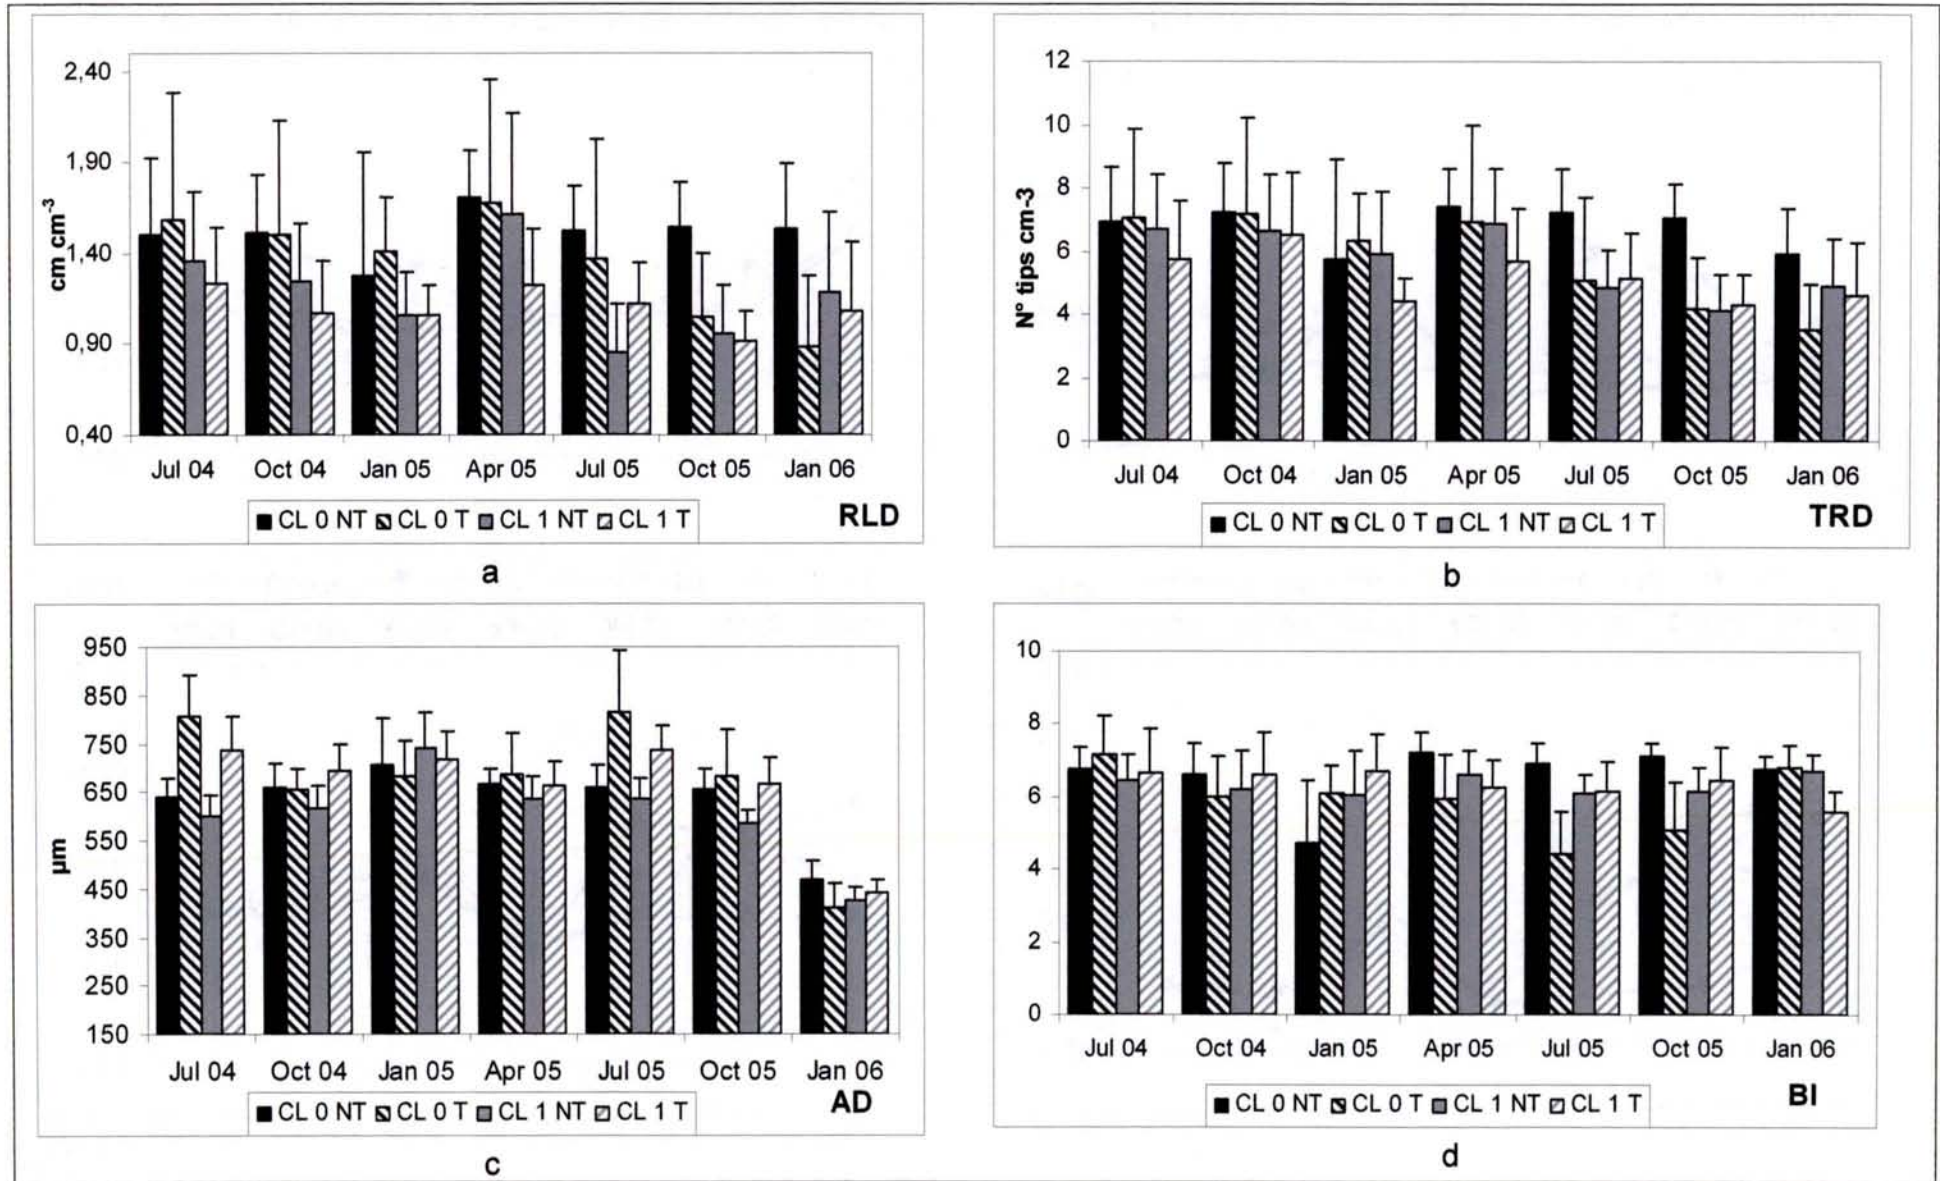 2,40
1,90
1,40
0,90
0,40
cm cm-3
Jul 04 Oct 04 Jan 05 Apr 05 Jul 05 Oct 05 Jan 06
CL 0 NT CL 0 T CL 1 NT CL 1 T
RLD
a
12
10
8
6
4
2
0
N° tips cm-3
Jul 04 Oct 04 Jan 05 Apr 05 Jul 05 Oct 05 Jan 06
CL 0 NT CL 0 T CL 1 NT CL 1 T
TRD
b
950
850
750
650
550
450
350
250
150
µm
Jul 04 Oct 04 Jan 05 Apr 05 Jul 05 Oct 05 Jan 06
CL 0 NT CL 0 T CL 1 NT CL 1 T
AD
c
10
8
6
4
2
0
Jul 04 Oct 04 Jan 05 Apr 05 Jul 05 Oct 05 Jan 06
CL 0 NT CL 0 T CL 1 NT CL 1 T
BI
d